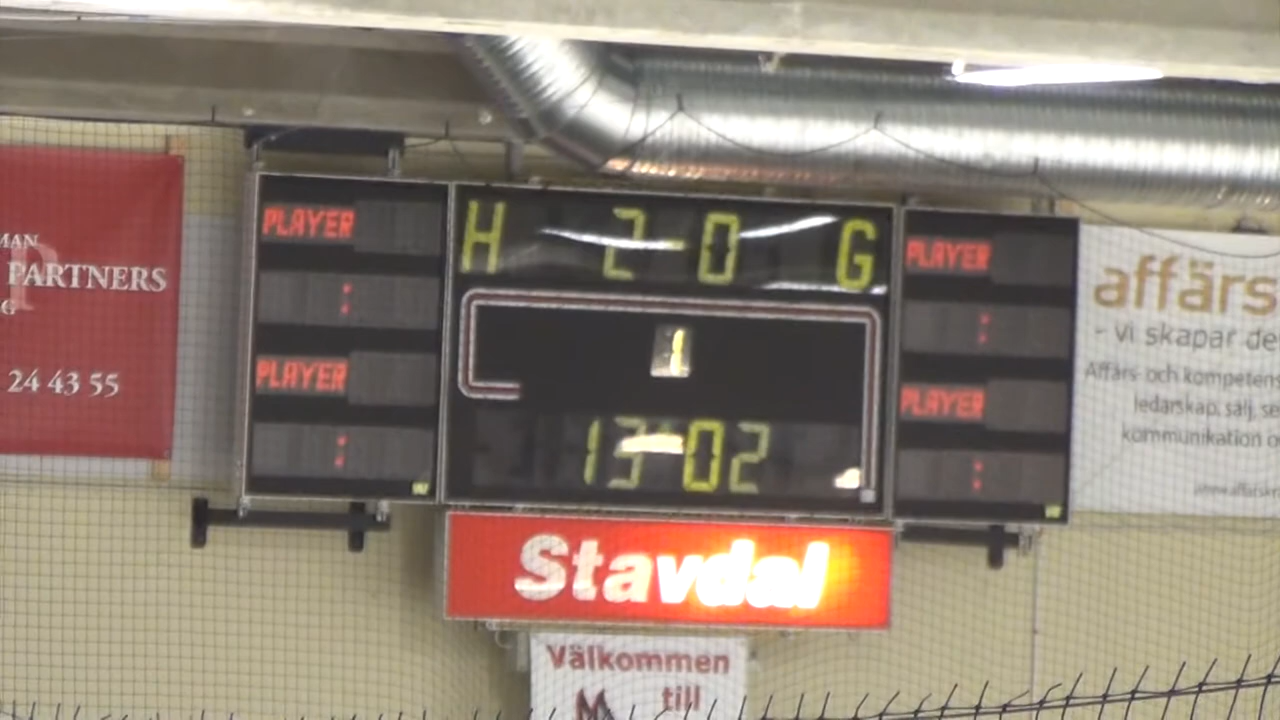 MAN
PARTNERS
G
24 43 55
PLAYER
:
PLAYER
:
H 2-0 G
1
13:02
PLAYER
:
PLAYER
:
affärs
- vi skapar de
Affärs- och kompetens
ledarskap, sälj, se
kommunikation o
Stavdal
Välkommen
till